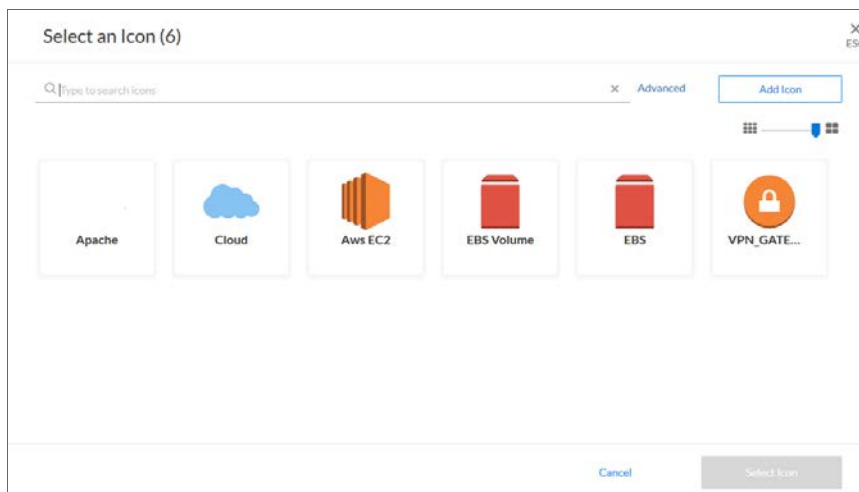 Select an Icon (6)
ES
Type to search icons
Advanced
Add Icon
Apache
Cloud
Aws EC2
EBS Volume
EBS
VPN_GATE...
Cancel
Select Icon